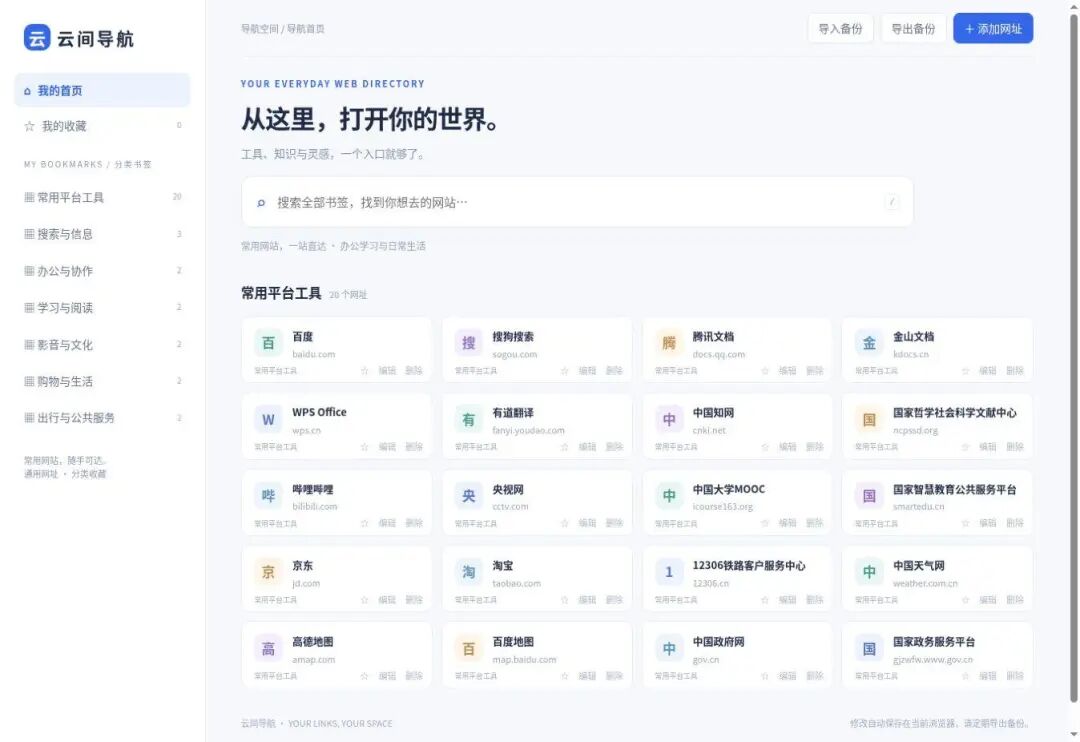 云 云间导航
⌂ 我的首页
☆ 我的收藏 0
MY BOOKMARKS / 分类书签
▦ 常用平台工具 20
▦ 搜索与信息 3
▦ 办公与协作 2
▦ 学习与阅读 2
▦ 影音与文化 2
▦ 购物与生活 2
▦ 出行与公共服务 2
常用网站，随手可达。
通用网址 · 分类收藏
导航空间 / 导航首页
导入备份 导出备份 ＋ 添加网址
YOUR EVERYDAY WEB DIRECTORY
从这里，打开你的世界。
工具、知识与灵感，一个入口就够了。
⌕ 搜索全部书签，找到你想去的网站… /
常用网站，一站直达 · 办公学习与日常生活
常用平台工具 20 个网址
百 百度
baidu.com
常用平台工具 ☆ 编辑 删除
搜 搜狗搜索
sogou.com
常用平台工具 ☆ 编辑 删除
腾 腾讯文档
docs.qq.com
常用平台工具 ☆ 编辑 删除
金 金山文档
kdocs.cn
常用平台工具 ☆ 编辑 删除
W WPS Office
wps.cn
常用平台工具 ☆ 编辑 删除
有 有道翻译
fanyi.youdao.com
常用平台工具 ☆ 编辑 删除
中 中国知网
cnki.net
常用平台工具 ☆ 编辑 删除
国 国家哲学社会科学文献中心
ncpssd.org
常用平台工具 ☆ 编辑 删除
哔 哔哩哔哩
bilibili.com
常用平台工具 ☆ 编辑 删除
央 央视网
cctv.com
常用平台工具 ☆ 编辑 删除
中 中国大学MOOC
icourse163.org
常用平台工具 ☆ 编辑 删除
国 国家智慧教育公共服务平台
smartedu.cn
常用平台工具 ☆ 编辑 删除
京 京东
jd.com
常用平台工具 ☆ 编辑 删除
淘 淘宝
taobao.com
常用平台工具 ☆ 编辑 删除
1 12306铁路客户服务中心
12306.cn
常用平台工具 ☆ 编辑 删除
中 中国天气网
weather.com.cn
常用平台工具 ☆ 编辑 删除
高 高德地图
amap.com
常用平台工具 ☆ 编辑 删除
百 百度地图
map.baidu.com
常用平台工具 ☆ 编辑 删除
中 中国政府网
gov.cn
常用平台工具 ☆ 编辑 删除
国 国家政务服务平台
gjzwfw.www.gov.cn
常用平台工具 ☆ 编辑 删除
云间导航 · YOUR LINKS, YOUR SPACE
修改自动保存在当前浏览器，请定期导出备份。